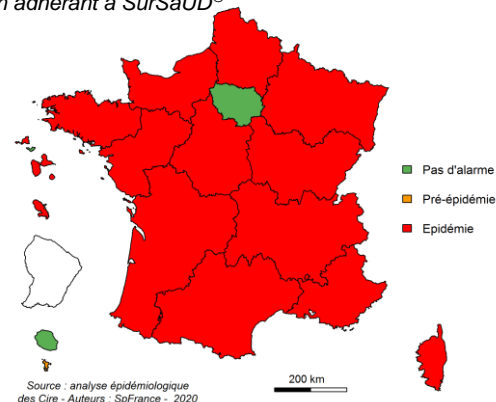 adhérant à SurSaUD®
Pas d'alarme
Pré-épidémie
Epidémie
200 km
Source : analyse épidémiologique
des Cire - Auteurs : SpFrance - 2020